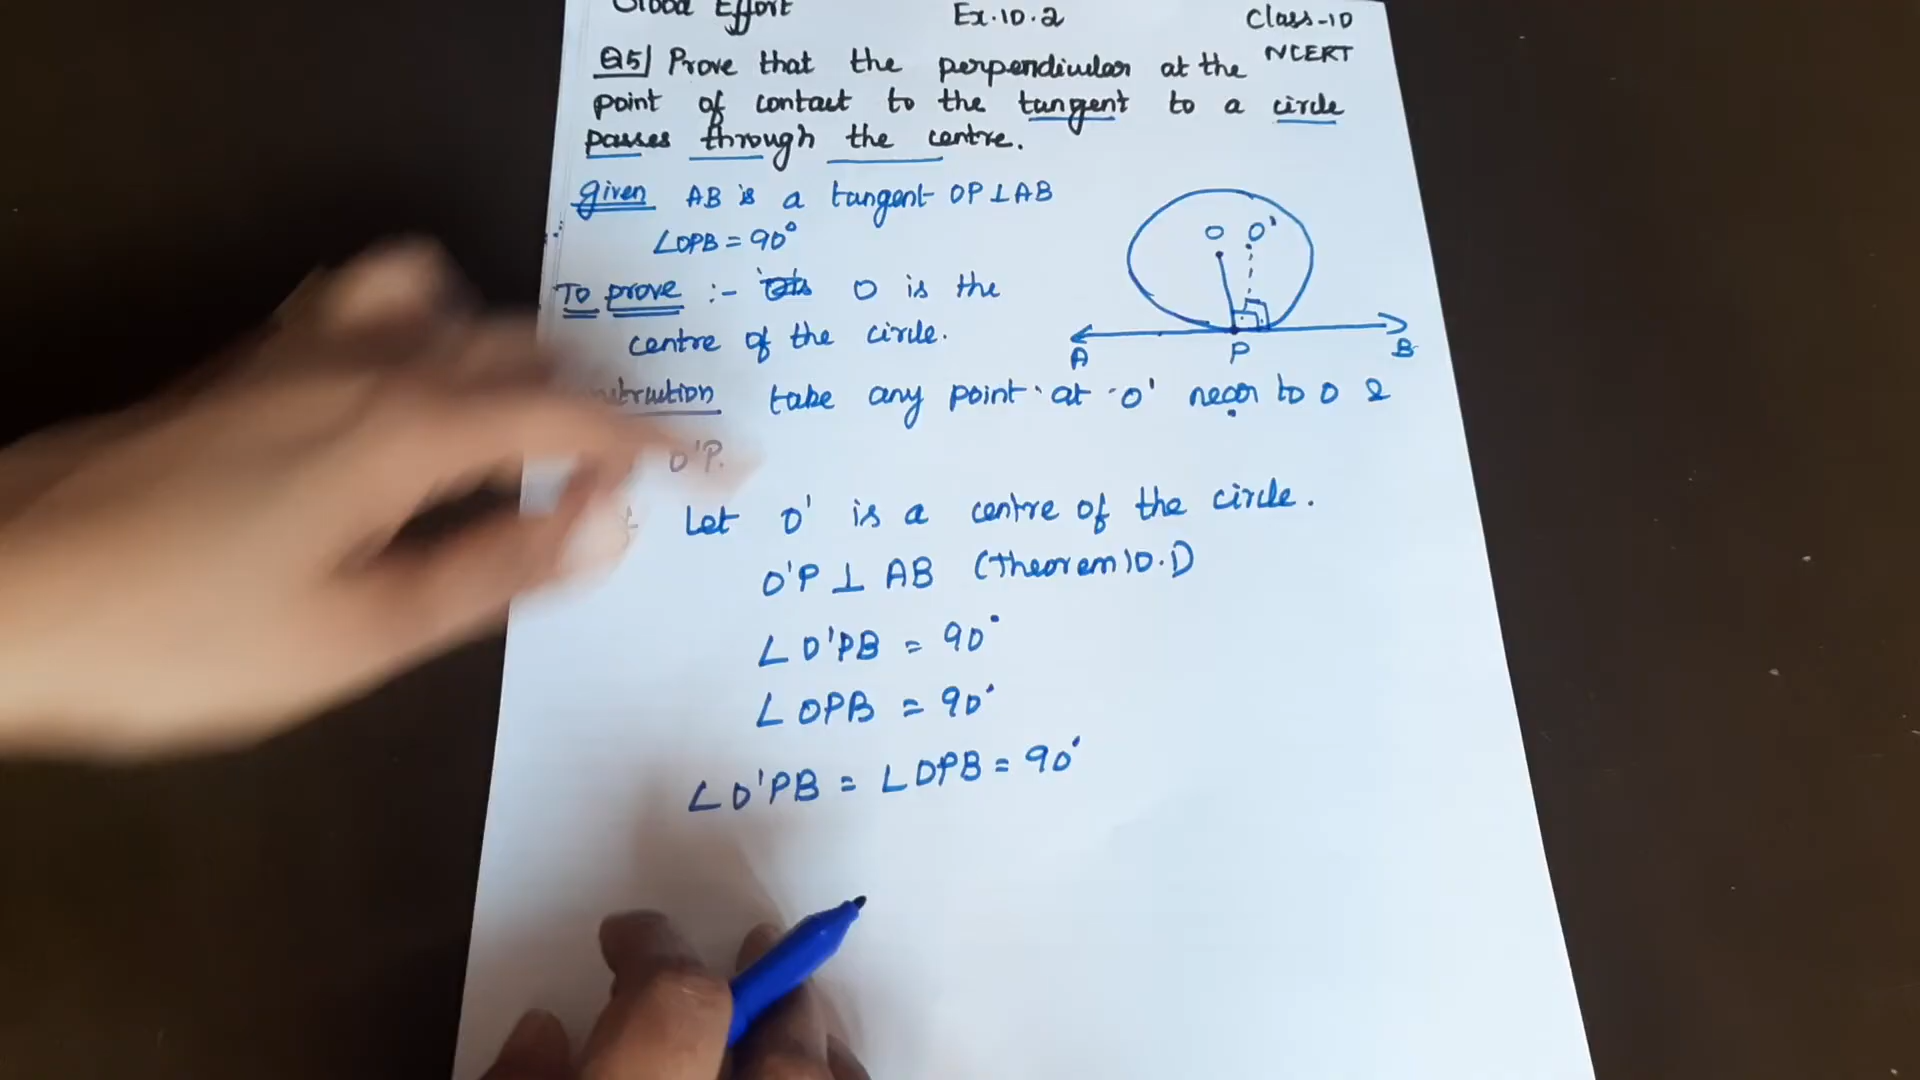 Good Effort Ex.10.2 Class-10
NCERT
Q5) Prove that the perpendicular at the
point of contact to the tangent to a circle
passes through the centre.
given AB is a tangent OP⊥AB
∠OPB = 90°
To prove :- O is the
centre of the circle.
O O'
A P B
nstruction take any point at O' near to O &
O'P.
Let O' is a centre of the circle.
O'P ⊥ AB (Theorem 10.1)
∠O'PB = 90°
∠OPB = 90°
∠O'PB = ∠OPB = 90°